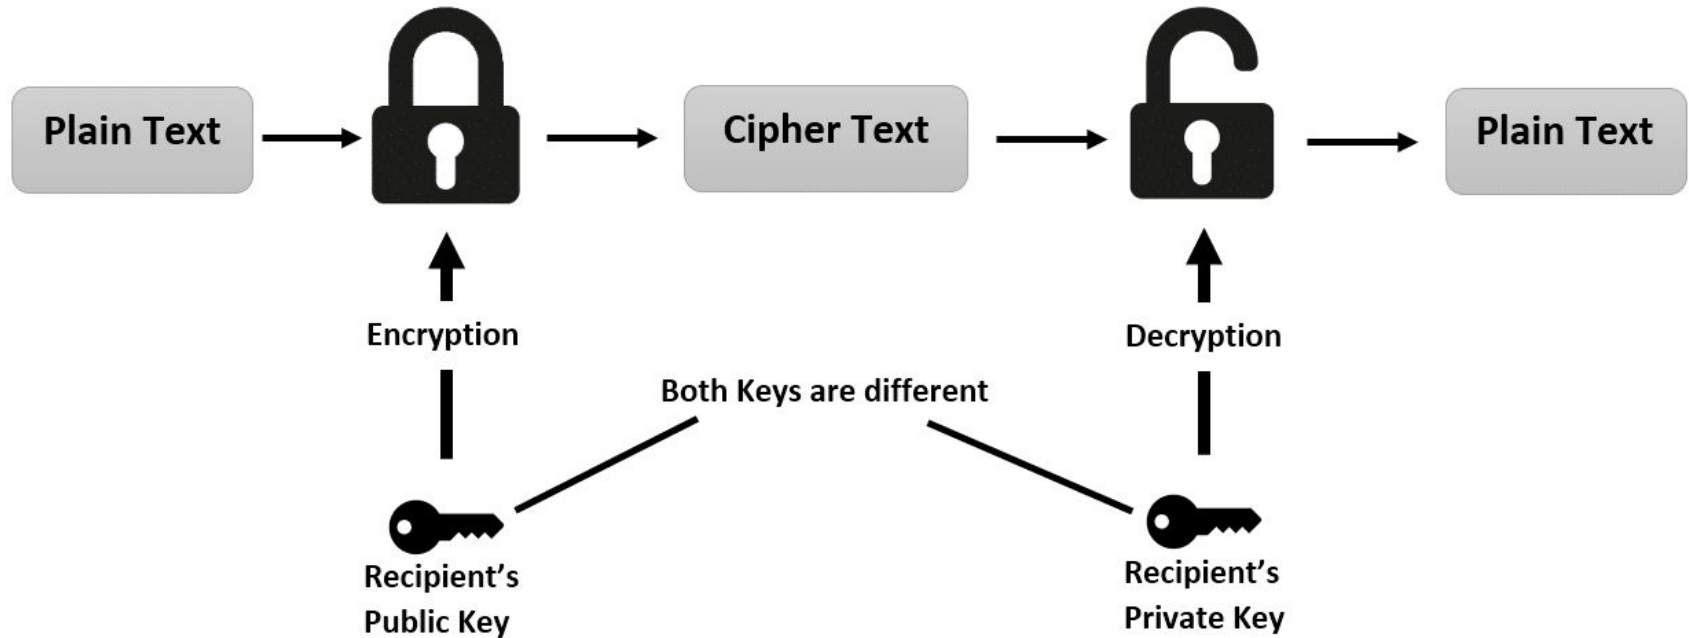 Plain Text
Cipher Text
Plain Text
Encryption
Decryption
Both Keys are different
Recipient’s
Public Key
Recipient’s
Private Key